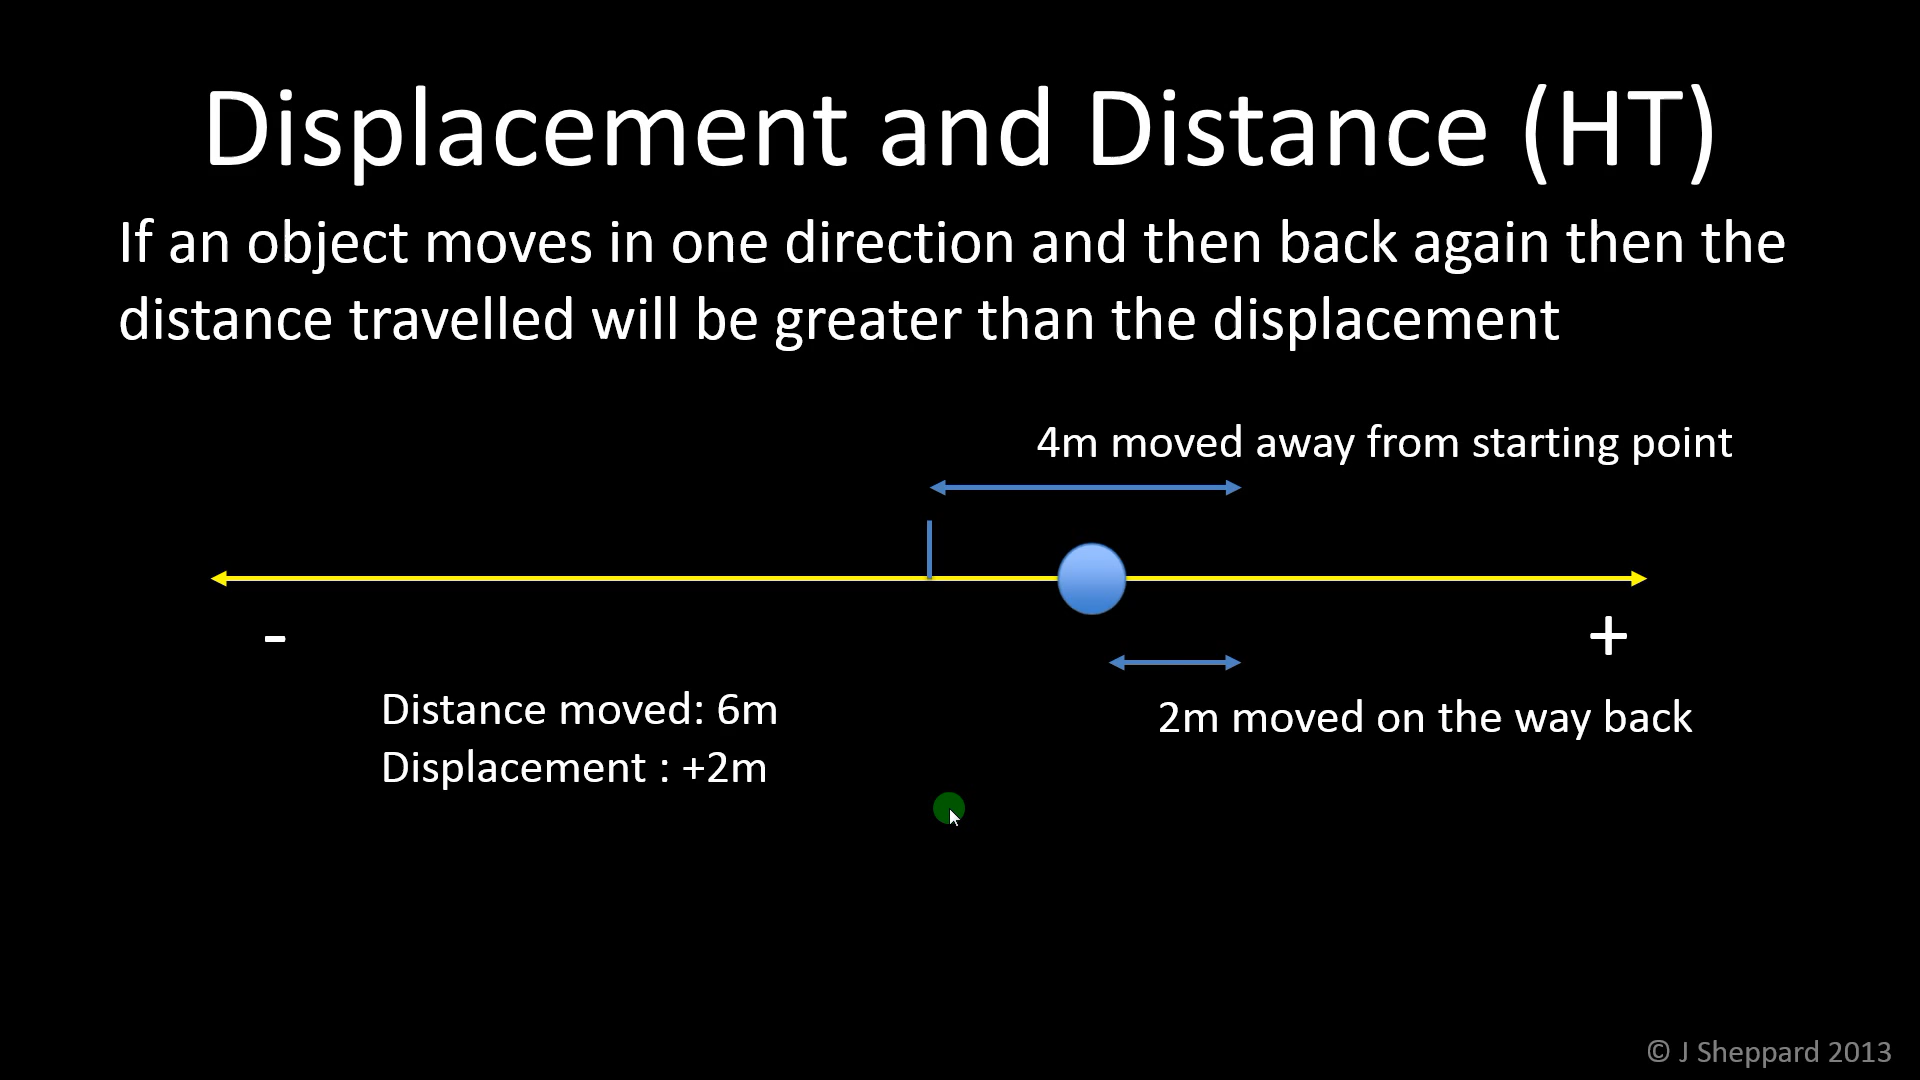 Displacement and Distance (HT)
If an object moves in one direction and then back again then the
distance travelled will be greater than the displacement
4m moved away from starting point
- +
Distance moved: 6m
Displacement : +2m
2m moved on the way back
© J Sheppard 2013